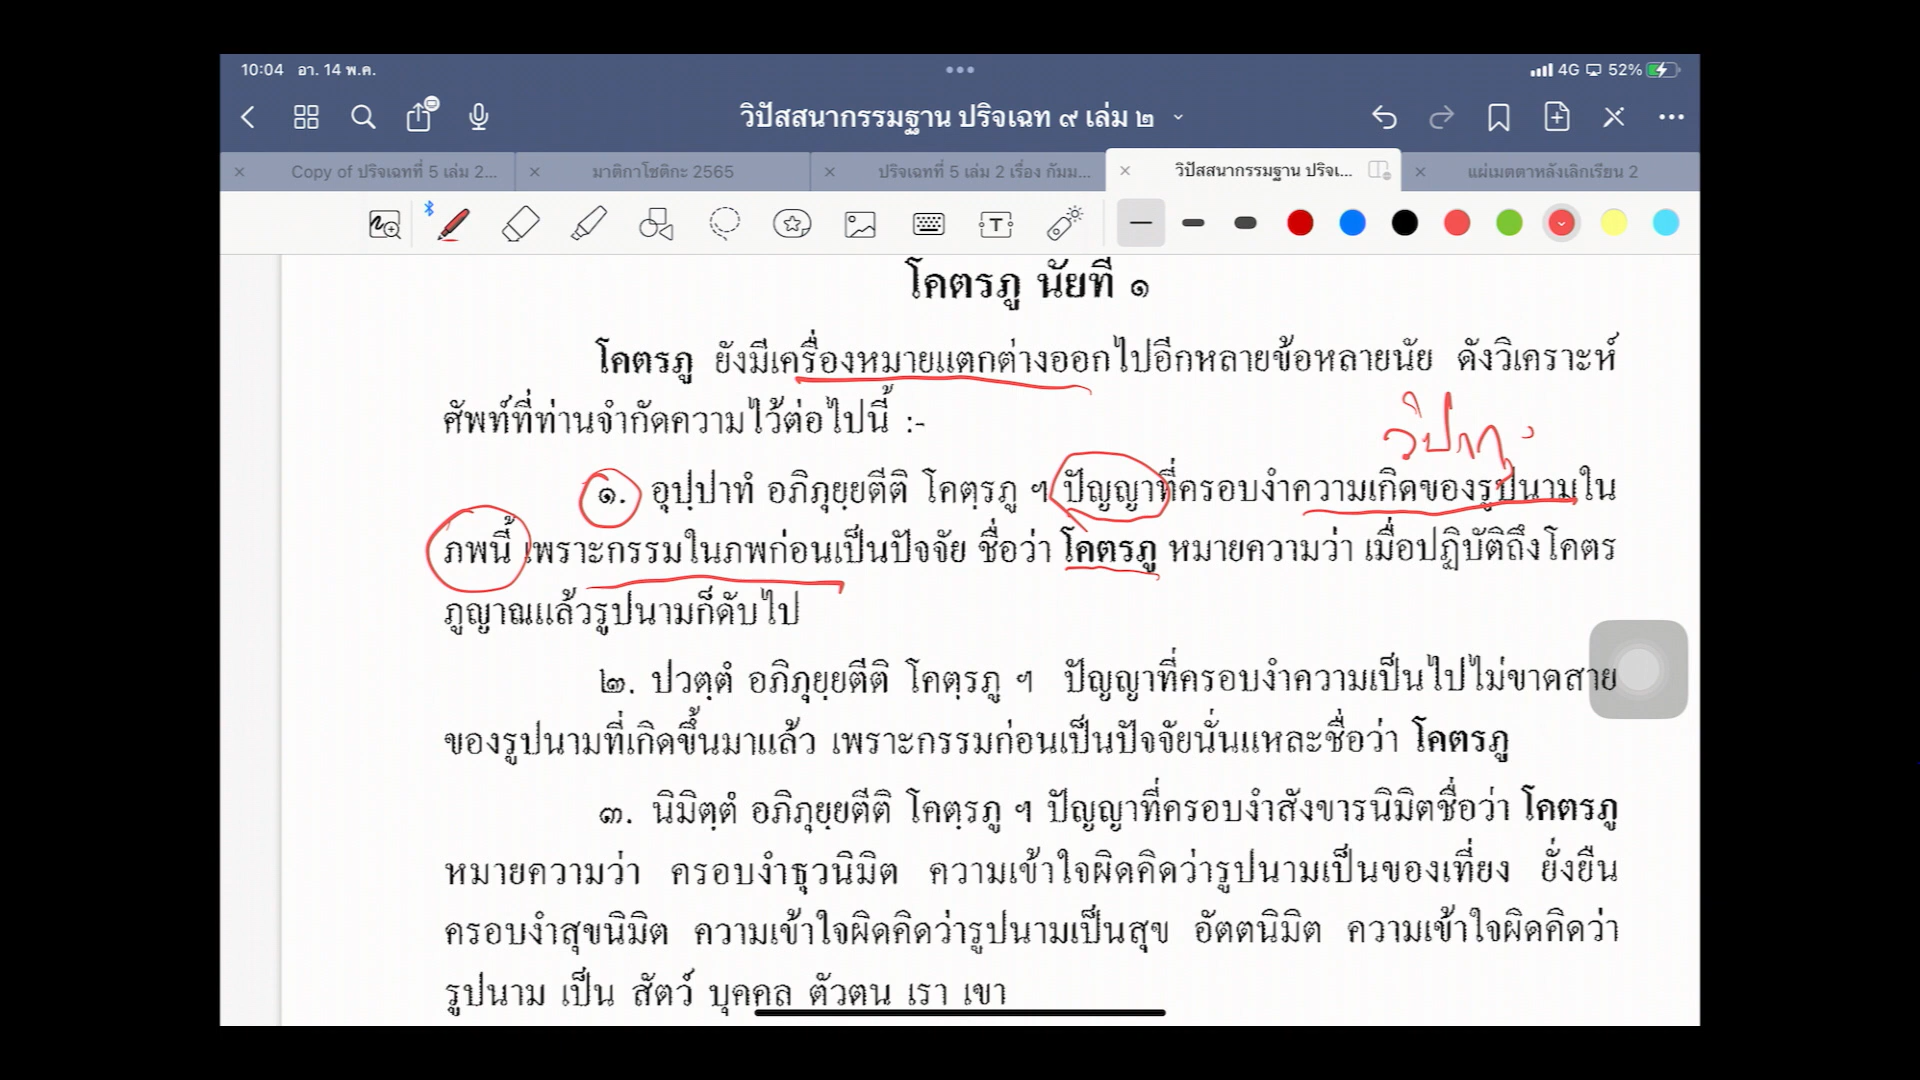 10:04 อา. 14 พ.ค.
4G 52%
วิปัสสนากรรมฐาน ปริจเฉท ๙ เล่ม ๒
Copy of ปริจเฉทที่ 5 เล่ม 2...
มาติกาโชติกะ 2565
ปริจเฉทที่ 5 เล่ม 2 เรื่อง กัมม...
วิปัสสนากรรมฐาน ปริจเ...
แผ่เมตตาหลังเลิกเรียน 2
โคตรภู นัยที่ ๑
โคตรภู ยังมีเครื่องหมายแตกต่างออกไปอีกหลายข้อหลายนัย ดังวิเคราะห์
ศัพท์ที่ท่านจำกัดความไว้ต่อไปนี้ :-
๑. อุปฺปาทํ อภิภุยฺยตีติ โคตฺรภู ฯ ปัญญาที่ครอบงำความเกิดของรูปนามใน
ภพนี้ เพราะกรรมในภพก่อนเป็นปัจจัย ชื่อว่า โคตรภู หมายความว่า เมื่อปฏิบัติถึงโคตร
ภูญาณแล้วรูปนามก็ดับไป
๒. ปวตฺตํ อภิภุยฺยตีติ โคตฺรภู ฯ ปัญญาที่ครอบงำความเป็นไปไม่ขาดสาย
ของรูปนามที่เกิดขึ้นมาแล้ว เพราะกรรมก่อนเป็นปัจจัยนั่นแหละชื่อว่า โคตรภู
๓. นิมิตฺตํ อภิภุยฺยตีติ โคตฺรภู ฯ ปัญญาที่ครอบงำสังขารนิมิตชื่อว่า โคตรภู
หมายความว่า ครอบงำธุวนิมิต ความเข้าใจผิดคิดว่ารูปนามเป็นของเที่ยง ยั่งยืน
ครอบงำสุขนิมิต ความเข้าใจผิดคิดว่ารูปนามเป็นสุข อัตตนิมิต ความเข้าใจผิดคิดว่า
รูปนาม เป็น สัตว์ บุคคล ตัวตน เรา เขา